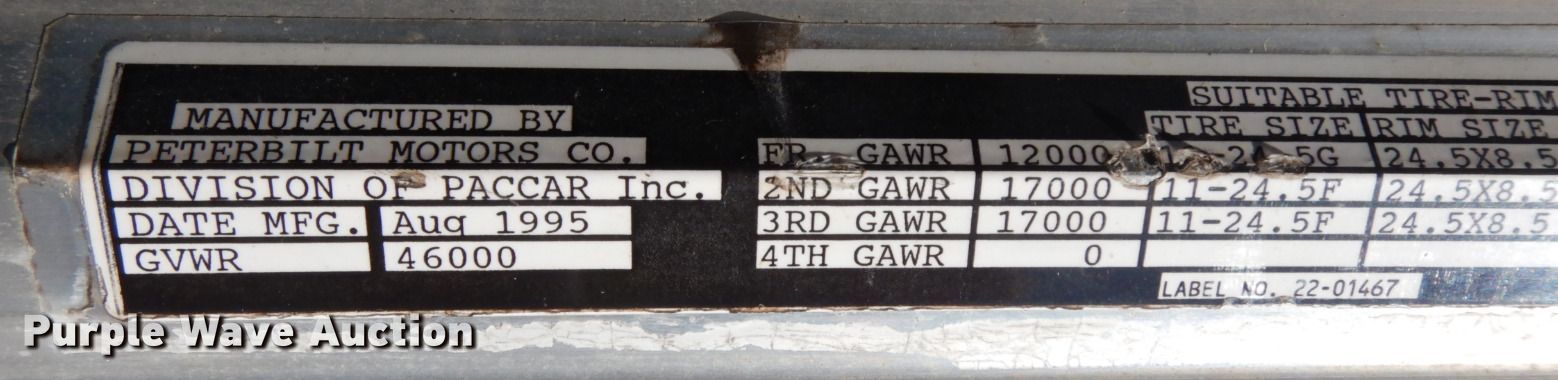 SUITABLE TIRE-RIM
MANUFACTURED BY
TIRE SIZE RIM SIZE
PETERBILT MOTORS CO. FR GAWR 12000 24.5X8.5
DIVISION OF PACCAR Inc. 2ND GAWR 17000 11-24.5F 24.5X8.5
DATE MFG. Aug 1995 3RD GAWR 17000 11-24.5F 24.5X8.5
GVWR 46000 4TH GAWR 0
LABEL NO. 22-01467
Purple Wave Auction